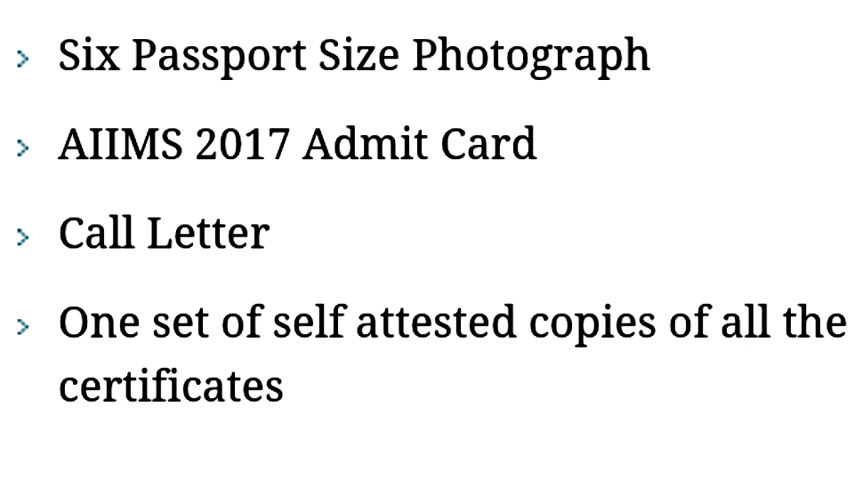 > Six Passport Size Photograph
> AIIMS 2017 Admit Card
> Call Letter
> One set of self attested copies of all the
certificates